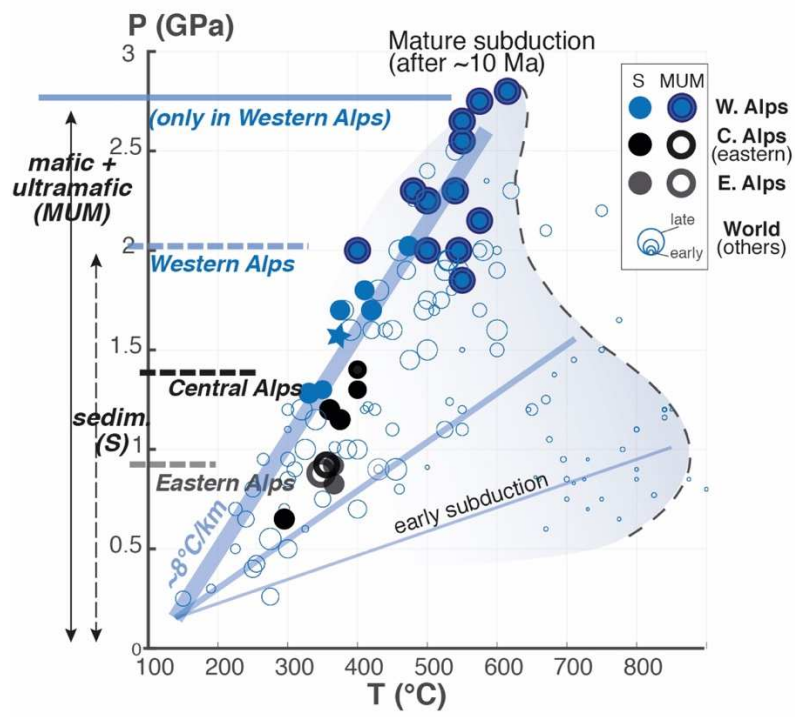 P (GPa)
Mature subduction
(after ~10 Ma)
3
2.5
2
1.5
1
0.5
0
(only in Western Alps)
mafic +
ultramafic
(MUM)
Western Alps
Central Alps
sedim.
(S)
Eastern Alps
~8°C/km
early subduction
S MUM
W. Alps
C. Alps
(eastern)
E. Alps
late
World
early
(others)
100 200 300 400 500 600 700 800
T (°C)